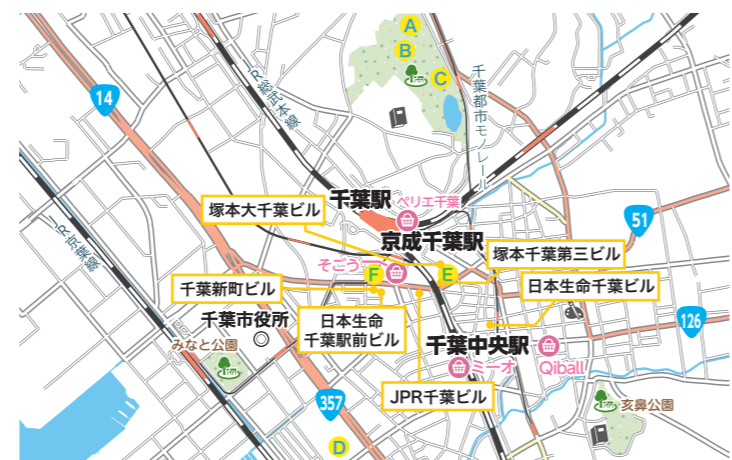 A
B
C
14
JR総武本線
千葉都市モノレール
千葉駅
ペリエ千葉
塚本大千葉ビル
51
京成千葉駅
JR京葉線
そごう
F
E
塚本千葉第三ビル
千葉新町ビル
日本生命千葉ビル
千葉市役所
日本生命
千葉駅前ビル
126
みなと公園
千葉中央駅
ミーオ
Qiball
JPR千葉ビル
357
亥鼻公園
D